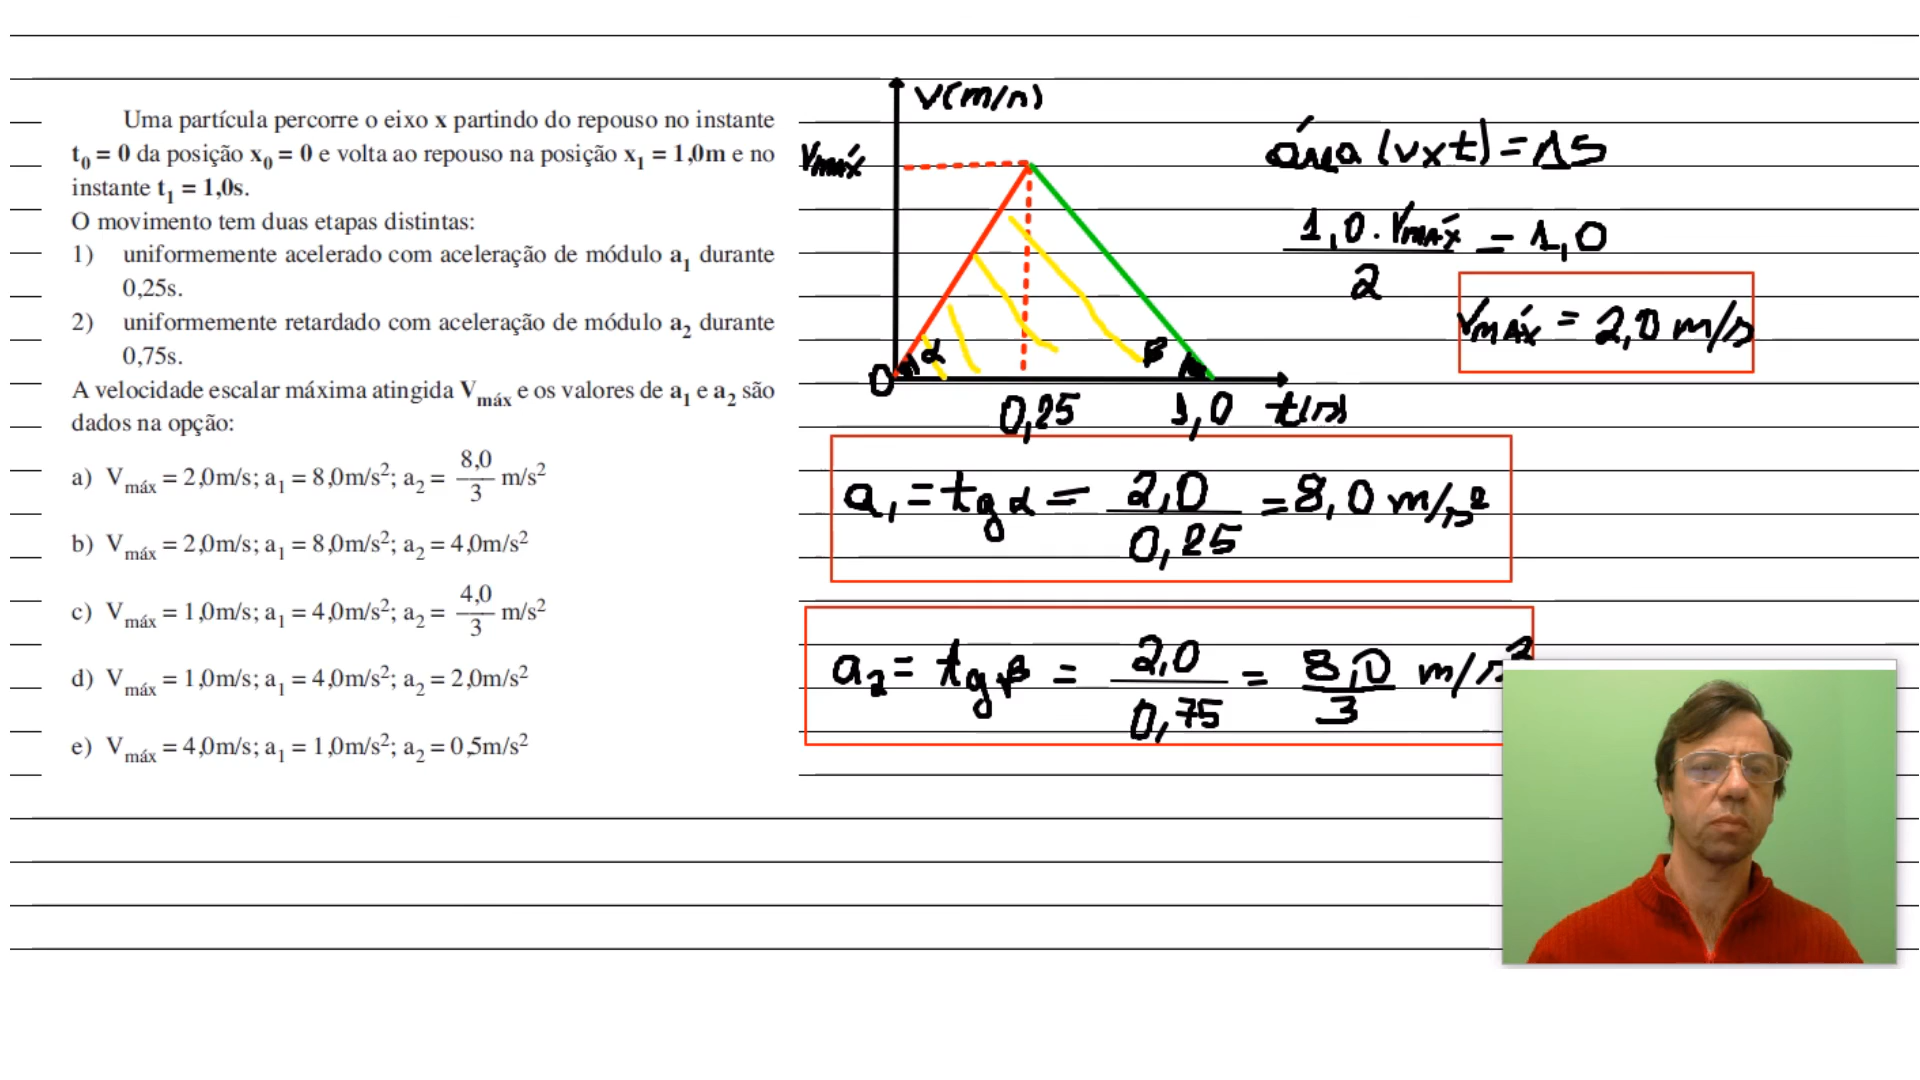 Uma partícula percorre o eixo x partindo do repouso no instante
t₀ = 0 da posição x₀ = 0 e volta ao repouso na posição x₁ = 1,0m e no
instante t₁ = 1,0s.
O movimento tem duas etapas distintas:
1) uniformemente acelerado com aceleração de módulo a₁ durante
0,25s.
2) uniformemente retardado com aceleração de módulo a₂ durante
0,75s.
A velocidade escalar máxima atingida Vmáx e os valores de a₁ e a₂ são
dados na opção:
a) Vmáx = 2,0m/s; a₁ = 8,0m/s²; a₂ = 8,0/3 m/s²
b) Vmáx = 2,0m/s; a₁ = 8,0m/s²; a₂ = 4,0m/s²
c) Vmáx = 1,0m/s; a₁ = 4,0m/s²; a₂ = 4,0/3 m/s²
d) Vmáx = 1,0m/s; a₁ = 4,0m/s²; a₂ = 2,0m/s²
e) Vmáx = 4,0m/s; a₁ = 1,0m/s²; a₂ = 0,5m/s²
V(m/s)
Vmáx
α
β
0
0,25
1,0
t(s)
área (vxt) = ΔS
1,0 . Vmáx / 2 = 1,0
Vmáx = 2,0 m/s
a₁ = tg α = 2,0 / 0,25 = 8,0 m/s²
a₂ = tg β = 2,0 / 0,75 = 8,0 / 3 m/s²